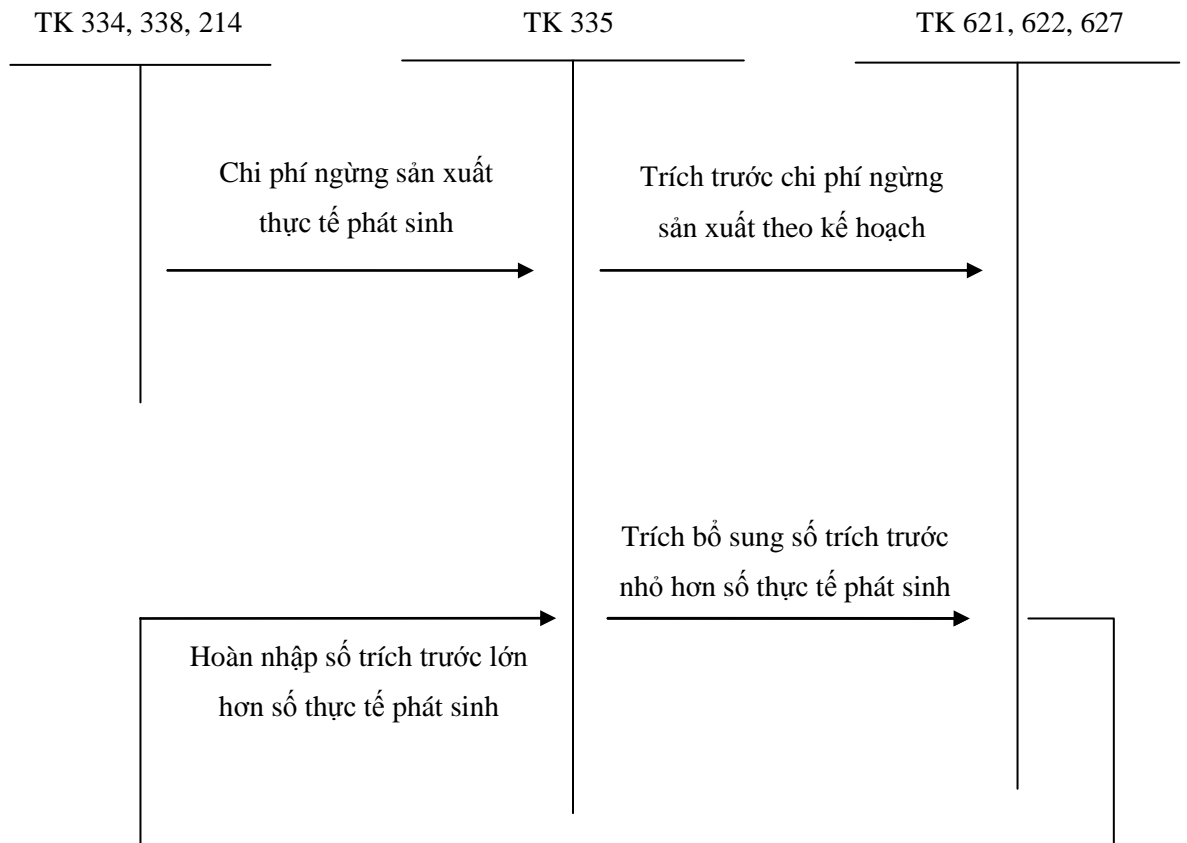 TK 334, 338, 214
TK 335
TK 621, 622, 627
Chi phí ngừng sản xuất
thực tế phát sinh
Trích trước chi phí ngừng
sản xuất theo kế hoạch
Trích bổ sung số trích trước
nhỏ hơn số thực tế phát sinh
Hoàn nhập số trích trước lớn
hơn số thực tế phát sinh